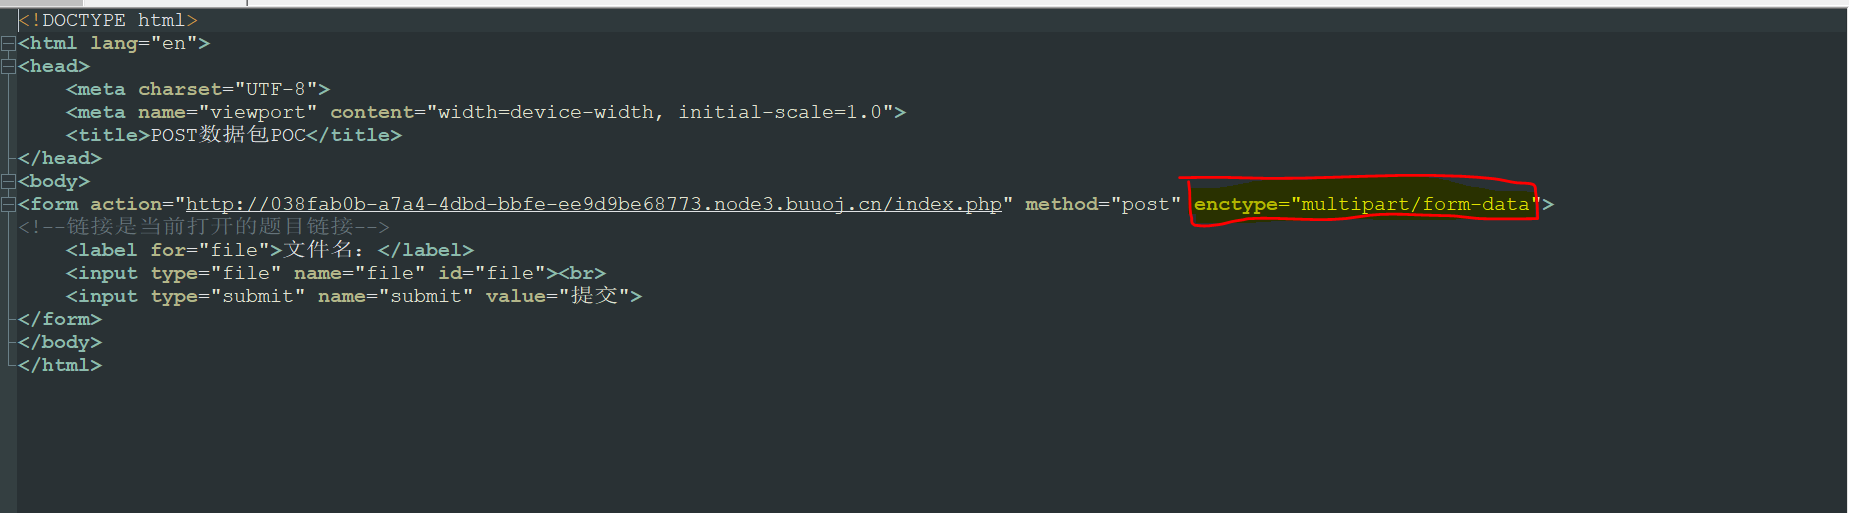 <!DOCTYPE html>
<html lang="en">
<head>
    <meta charset="UTF-8">
    <meta name="viewport" content="width=device-width, initial-scale=1.0">
    <title>POST数据包POC</title>
</head>
<body>
<form action="http://038fab0b-a7a4-4dbd-bbfe-ee9d9be68773.node3.buuoj.cn/index.php" method="post" enctype="multipart/form-data">
<!--链接是当前打开的题目链接-->
    <label for="file">文件名：</label>
    <input type="file" name="file" id="file"><br>
    <input type="submit" name="submit" value="提交">
</form>
</body>
</html>